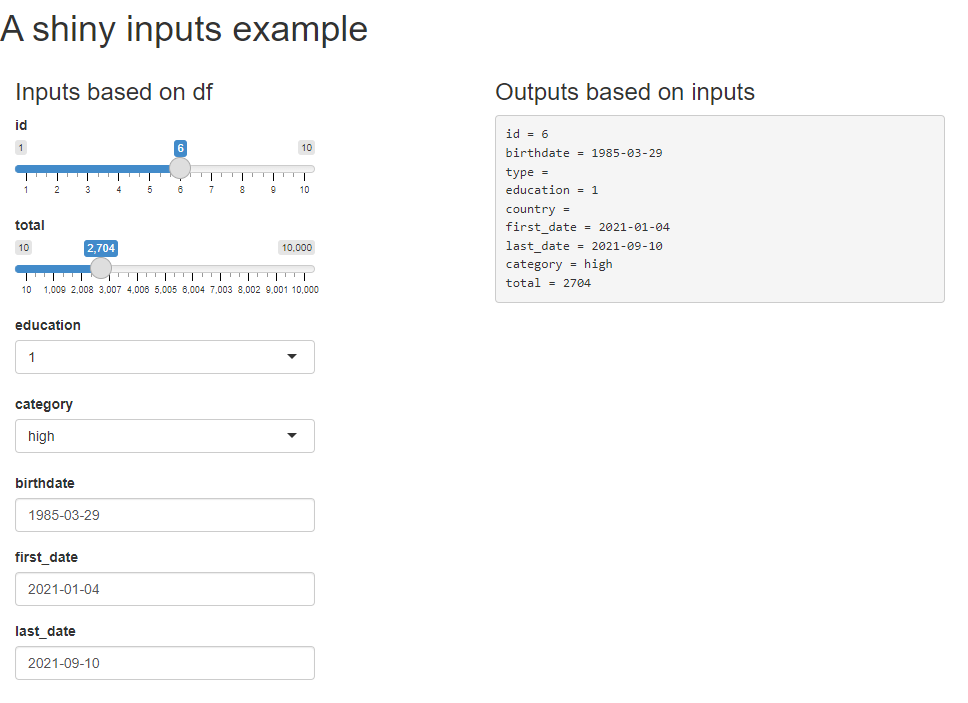 A shiny inputs example
Inputs based on df
id
1 6 10
1 2 3 4 5 6 7 8 9 10
total
10 2,704 10,000
10 1,009 2,008 3,007 4,006 5,005 6,004 7,003 8,002 9,001 10,000
education
1
category
high
birthdate
1985-03-29
first_date
2021-01-04
last_date
2021-09-10
Outputs based on inputs
id = 6
birthdate = 1985-03-29
type =
education = 1
country =
first_date = 2021-01-04
last_date = 2021-09-10
category = high
total = 2704